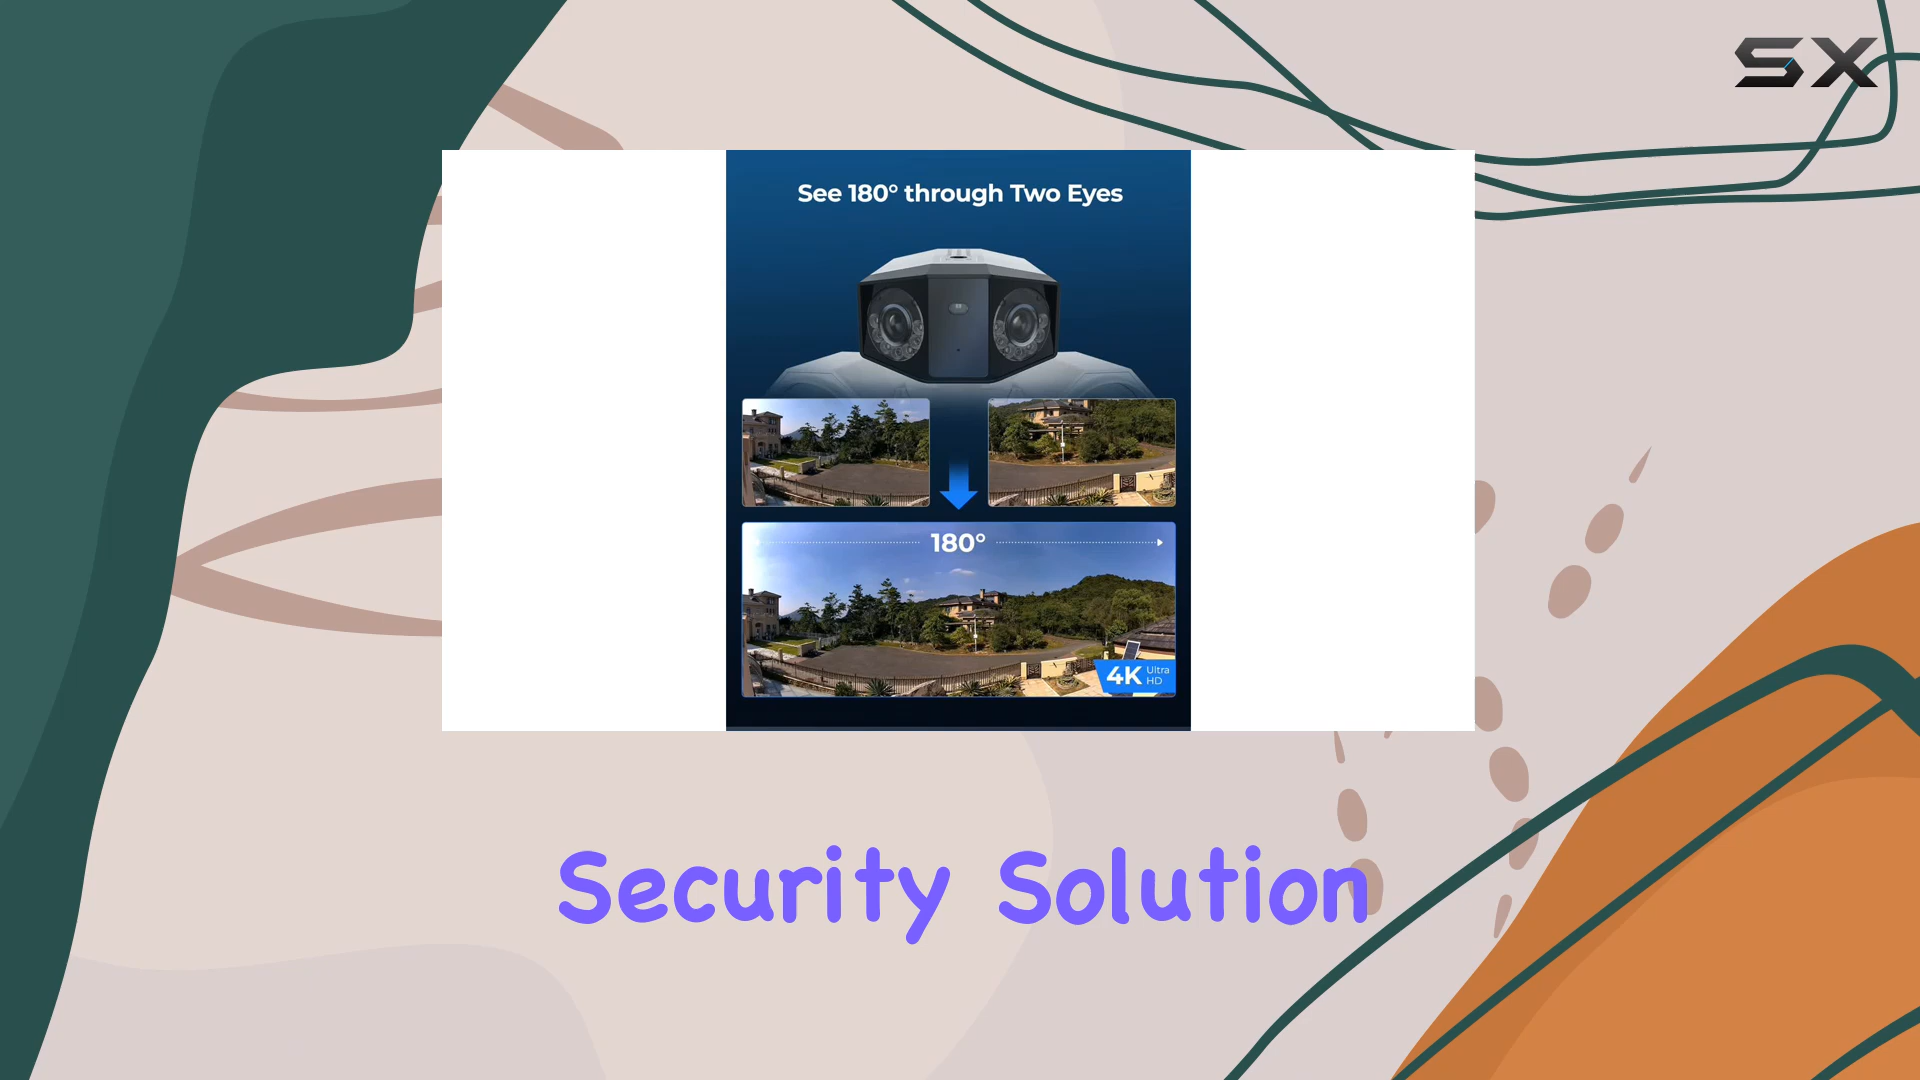 SX
See 180° through Two Eyes
180°
4K Ultra HD
Security Solution